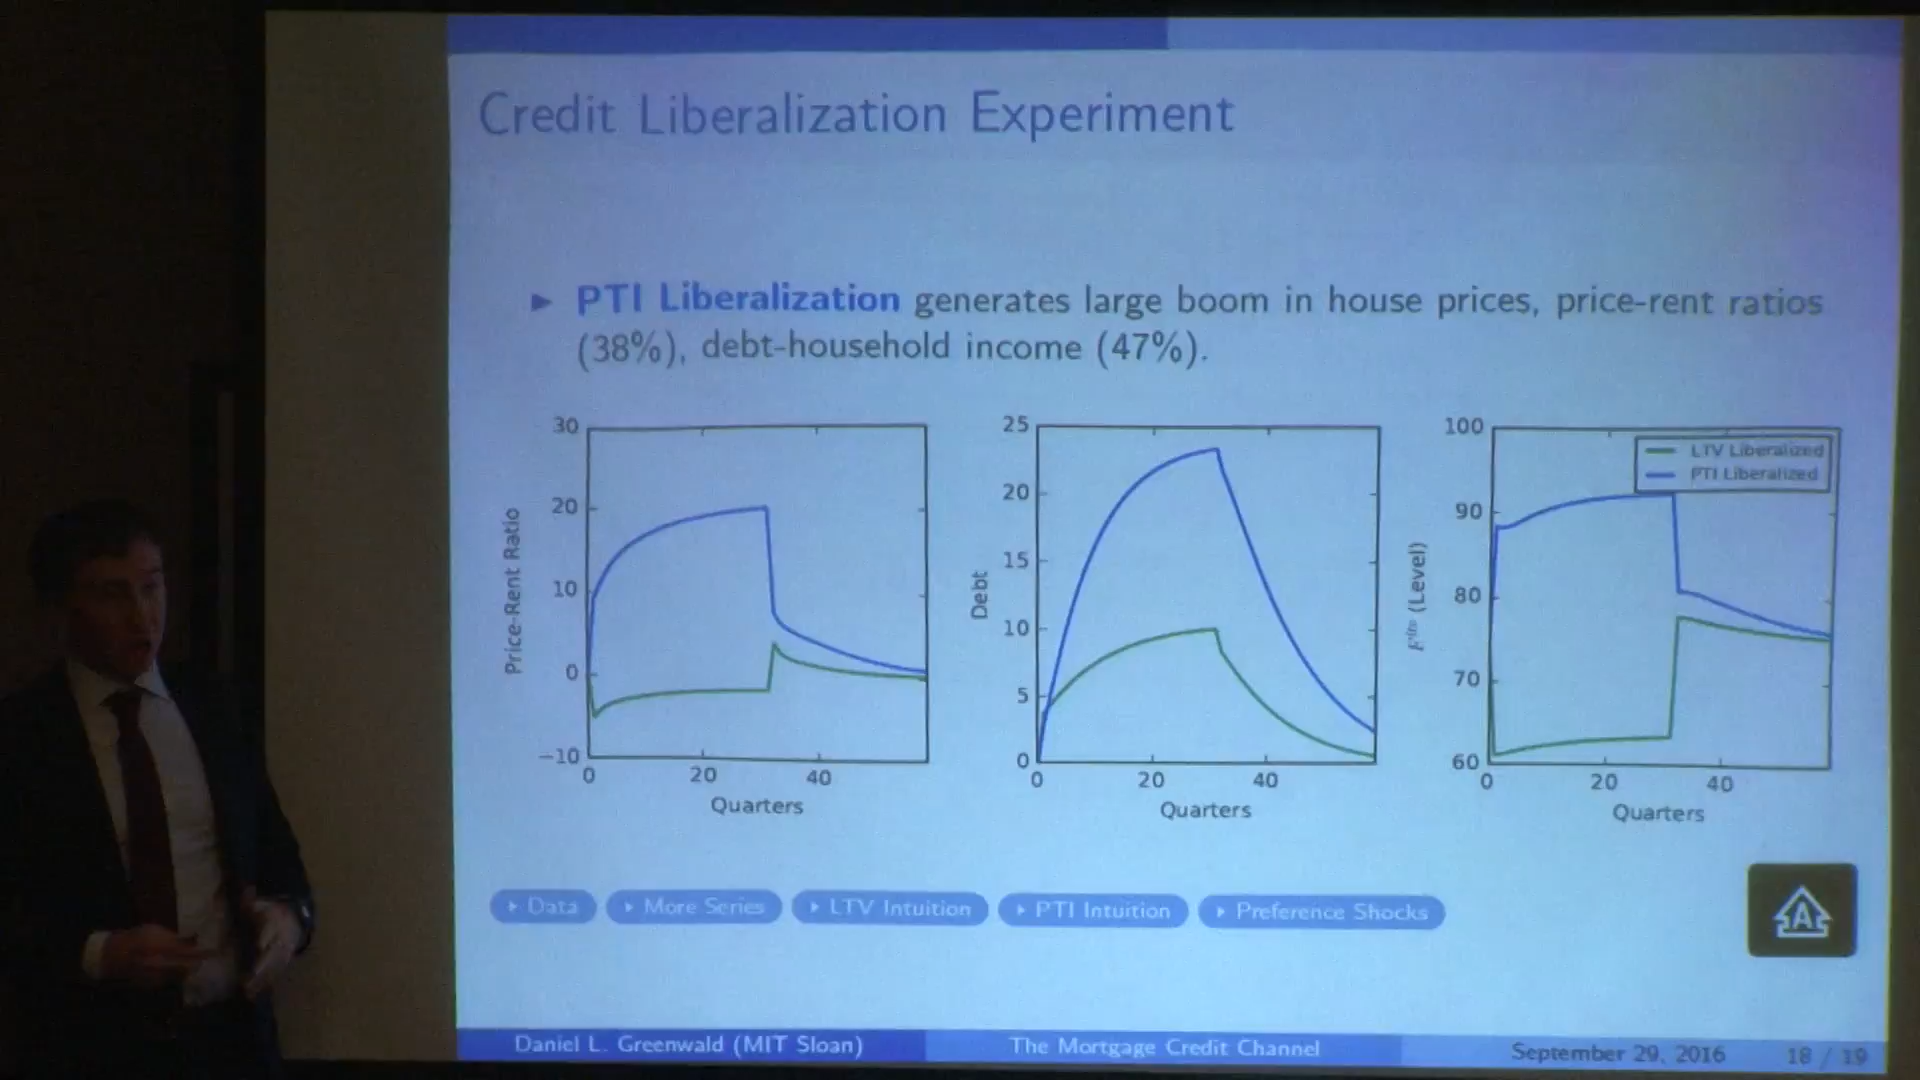 Credit Liberalization Experiment
► PTI Liberalization generates large boom in house prices, price-rent ratios
(38%), debt-household income (47%).
30
20
10
0
−10
0 20 40
Price-Rent Ratio
Quarters
25
20
15
10
5
0
0 20 40
Debt
Quarters
100
90
80
70
60
0 20 40
(Level)
Quarters
LTV Liberalized
PTI Liberalized
Data
More Series
LTV Intuition
PTI Intuition
Preference Shocks
A
Daniel L. Greenwald (MIT Sloan)
The Mortgage Credit Channel
September 29, 2016
18 / 19